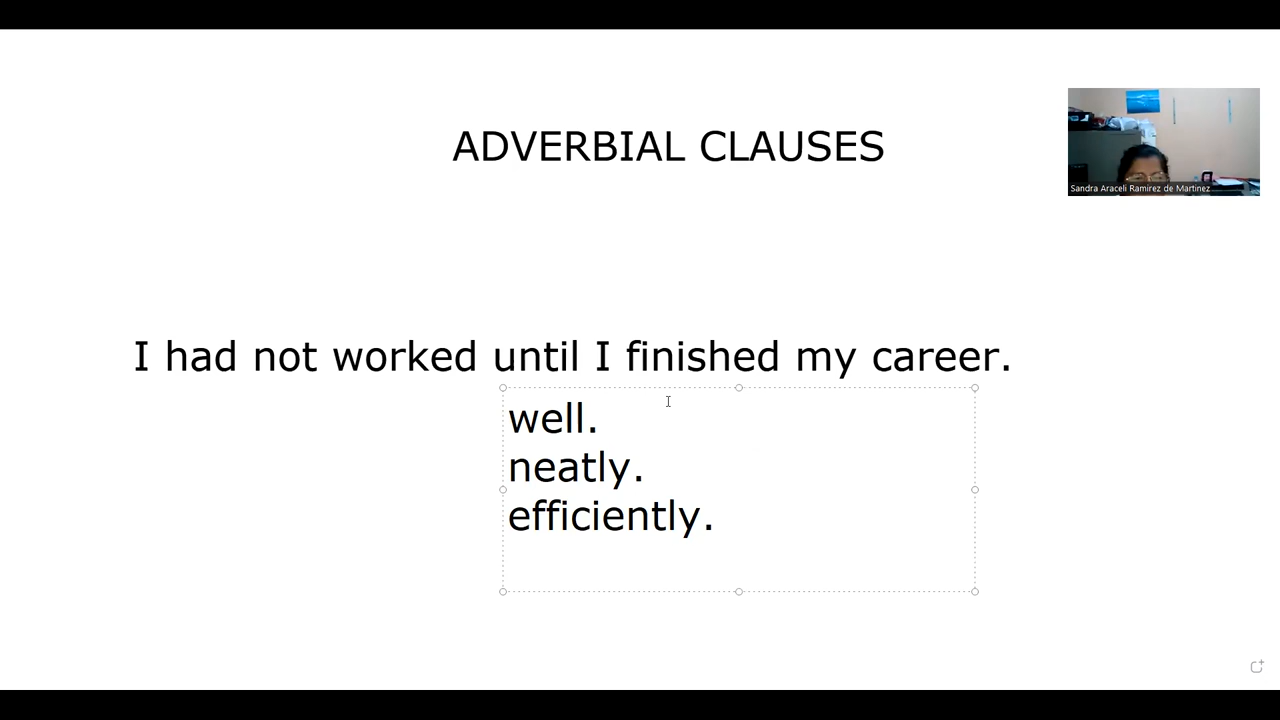 ADVERBIAL CLAUSES
Sandra Araceli Ramirez de Martinez
I had not worked until I finished my career.
well.
neatly.
efficiently.